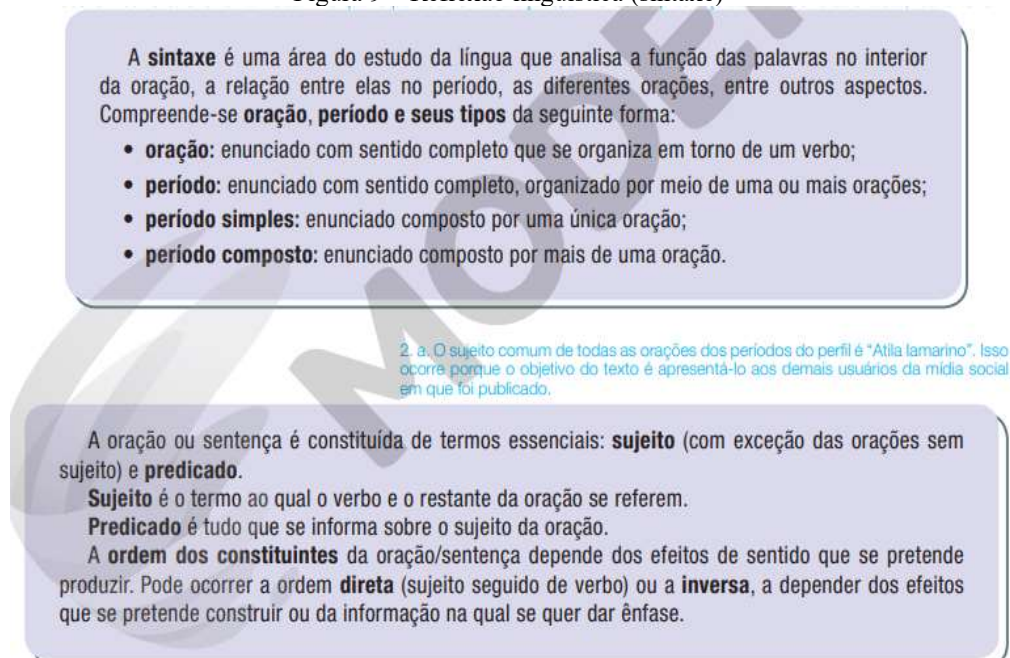 Figura 9 – Reflexão linguística (sintaxe)
A sintaxe é uma área do estudo da língua que analisa a função das palavras no interior
da oração, a relação entre elas no período, as diferentes orações, entre outros aspectos.
Compreende-se oração, período e seus tipos da seguinte forma:
• oração: enunciado com sentido completo que se organiza em torno de um verbo;
• período: enunciado com sentido completo, organizado por meio de uma ou mais orações;
• período simples: enunciado composto por uma única oração;
• período composto: enunciado composto por mais de uma oração.
2. a. O sujeito comum de todas as orações dos períodos do perfil é “Atila Iamarino”. Isso
ocorre porque o objetivo do texto é apresentá-lo aos demais usuários da mídia social
em que foi publicado.
A oração ou sentença é constituída de termos essenciais: sujeito (com exceção das orações sem
sujeito) e predicado.
Sujeito é o termo ao qual o verbo e o restante da oração se referem.
Predicado é tudo que se informa sobre o sujeito da oração.
A ordem dos constituintes da oração/sentença depende dos efeitos de sentido que se pretende
produzir. Pode ocorrer a ordem direta (sujeito seguido de verbo) ou a inversa, a depender dos efeitos
que se pretende construir ou da informação na qual se quer dar ênfase.